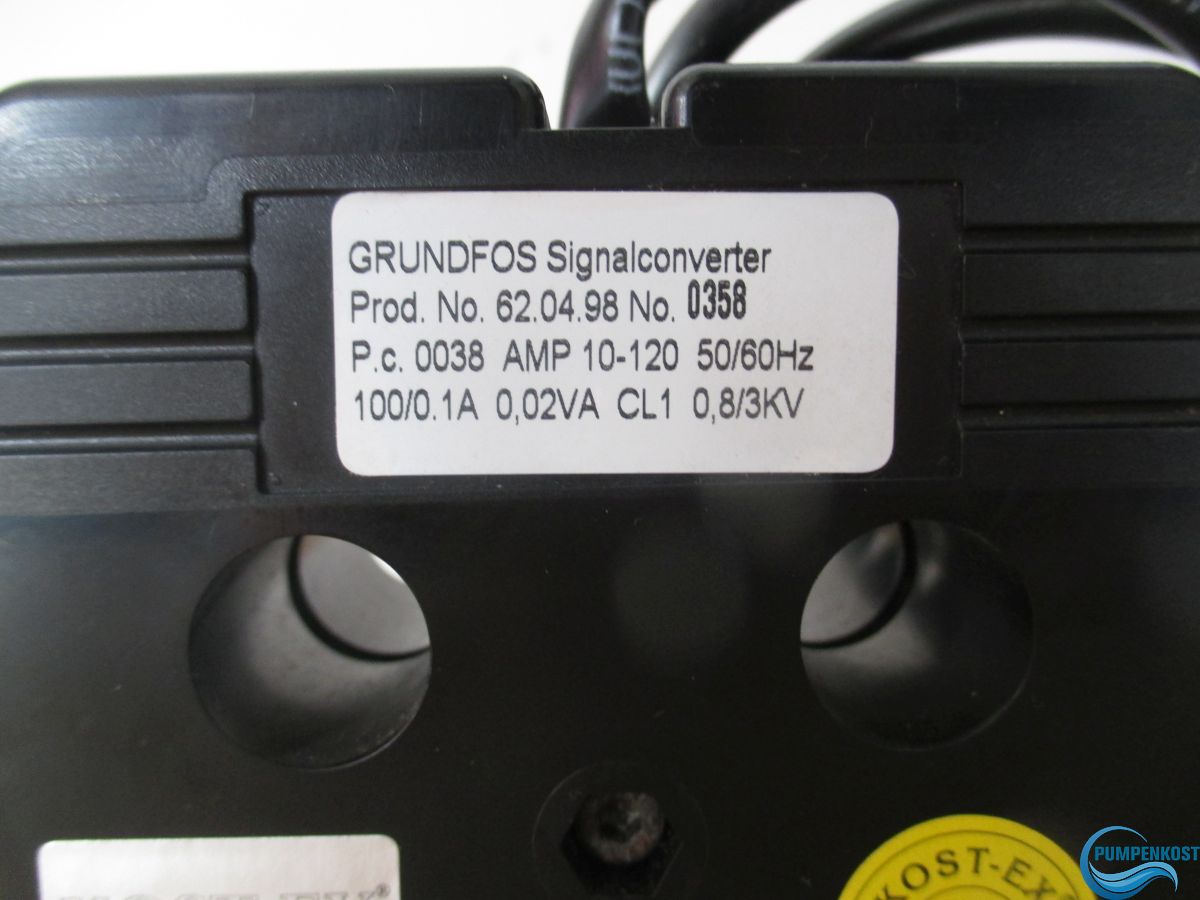 GRUNDFOS Signalconverter
Prod. No. 62.04.98 No. 0358
P.c. 0038 AMP 10-120 50/60Hz
100/0.1A 0,02VA CL1 0,8/3KV
KOST-EX
PUMPENKOST